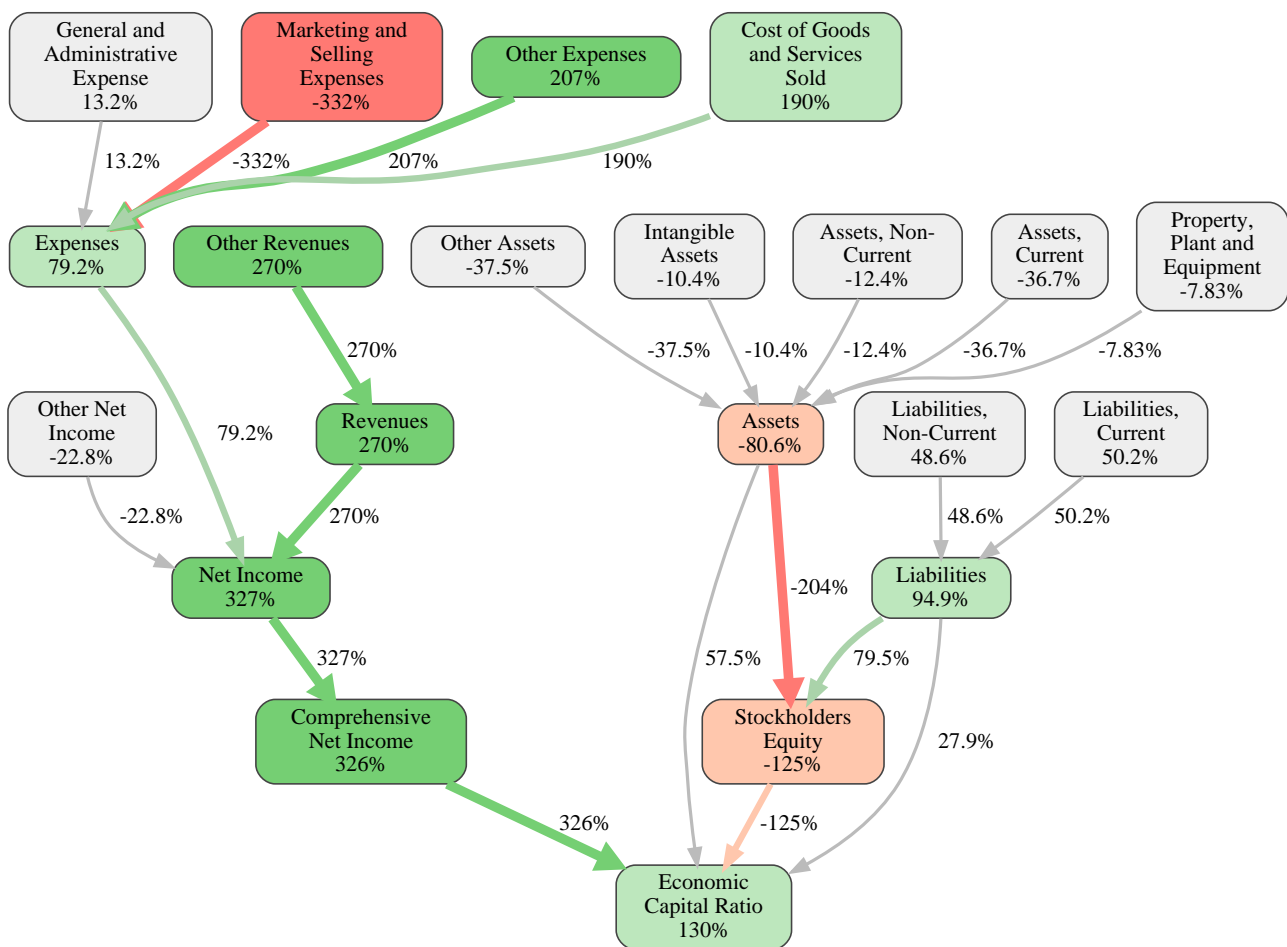 General and
Administrative
Expense
13.2%
Marketing and
Selling
Expenses
-332%
Other Expenses
207%
Cost of Goods
and Services
Sold
190%
13.2%
-332%
207%
190%
Expenses
79.2%
Other Revenues
270%
Other Assets
-37.5%
Intangible
Assets
-10.4%
Assets, Non-
Current
-12.4%
Assets,
Current
-36.7%
Property,
Plant and
Equipment
-7.83%
270%
-37.5%
-10.4%
-12.4%
-36.7%
-7.83%
Other Net
Income
-22.8%
79.2%
Revenues
270%
Assets
-80.6%
Liabilities,
Non-Current
48.6%
Liabilities,
Current
50.2%
-22.8%
270%
48.6%
50.2%
Net Income
327%
-204%
Liabilities
94.9%
327%
57.5%
79.5%
27.9%
Comprehensive
Net Income
326%
Stockholders
Equity
-125%
326%
-125%
Economic
Capital Ratio
130%